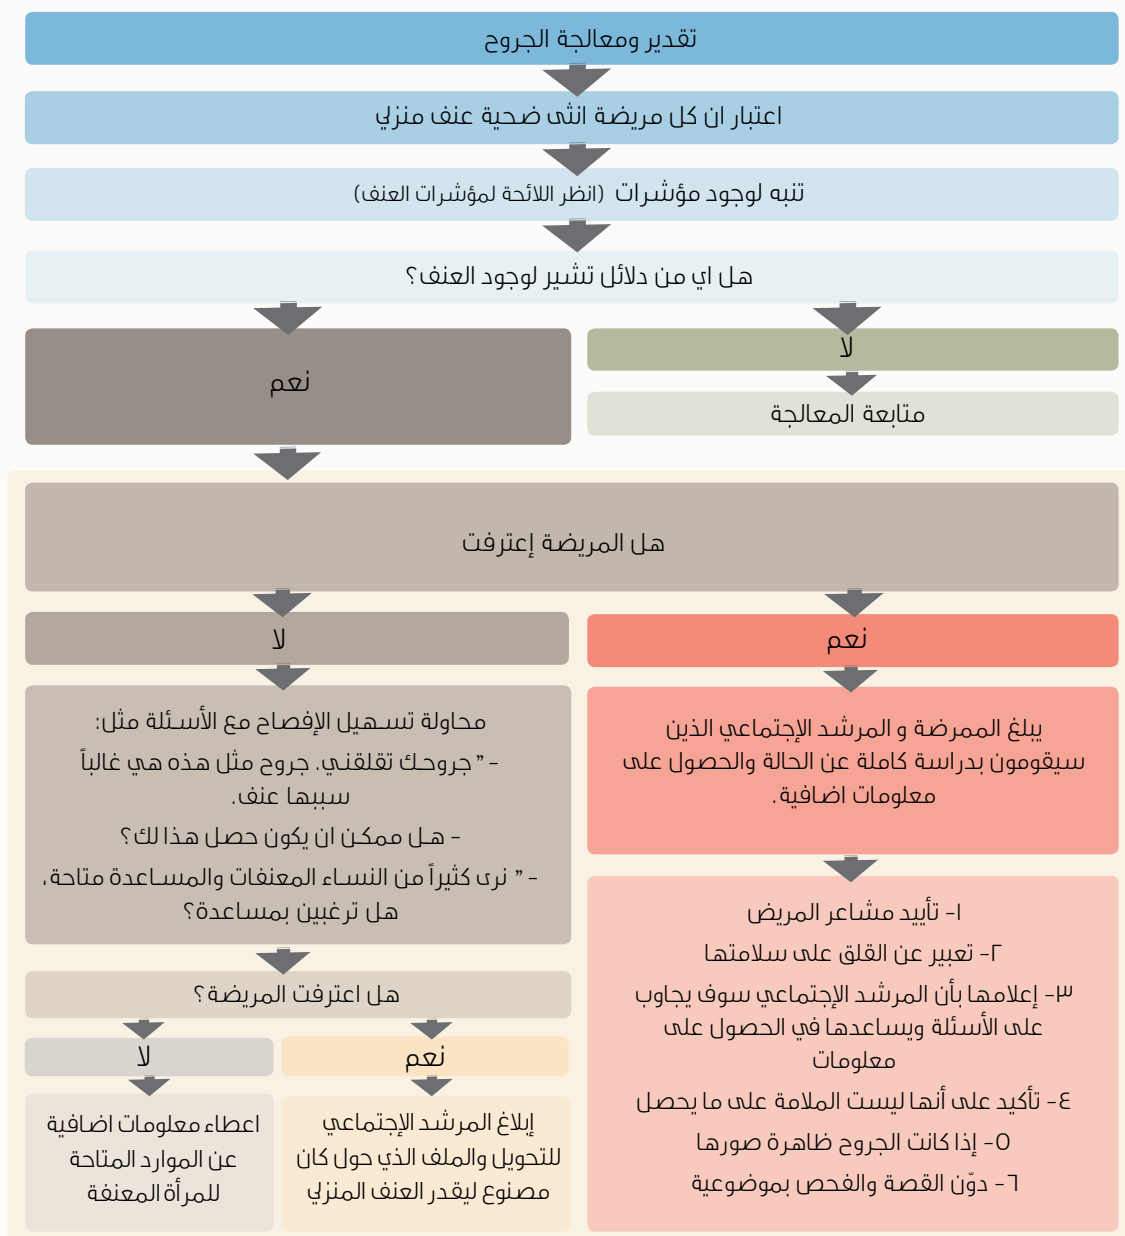 تقدير ومعالجة الجروح
اعتبار ان كل مريضة انثى ضحية عنف منزلي
تنبه لوجود مؤشرات (انظر اللائحة لمؤشرات العنف)
هل اي من دلائل تشير لوجود العنف؟
لا
متابعة المعالجة
نعم
هل المريضة إعترفت
نعم
يبلغ الممرضة و المرشد الإجتماعي الذين
سيقومون بدراسة كاملة عن الحالة والحصول على
معلومات اضافية.
١- تأييد مشاعر المريض
٢- تعبير عن القلق على سلامتها
٣- إعلامها بأن المرشد الإجتماعي سوف يجاوب
على الأسئلة ويساعدها في الحصول على
معلومات
٤- تأكيد على أنها ليست الملامة على ما يحصل
٥- إذا كانت الجروح ظاهرة صورها
٦- دوّن القصة والفحص بموضوعية
لا
محاولة تسهيل الإفصاح مع الأسئلة مثل:
- ” جروحك تقلقني. جروح مثل هذه هي غالباً
سببها عنف.
- هل ممكن ان يكون حصل هذا لك؟
- ” نرى كثيراً من النساء المعنفات والمساعدة متاحة،
هل ترغبين بمساعدة؟
هل اعترفت المريضة؟
نعم
إبلاغ المرشد الإجتماعي
للتحويل والملف الذي حول كان
مصنوع ليقدر العنف المنزلي
لا
اعطاء معلومات اضافية
عن الموارد المتاحة
للمرأة المعنفة